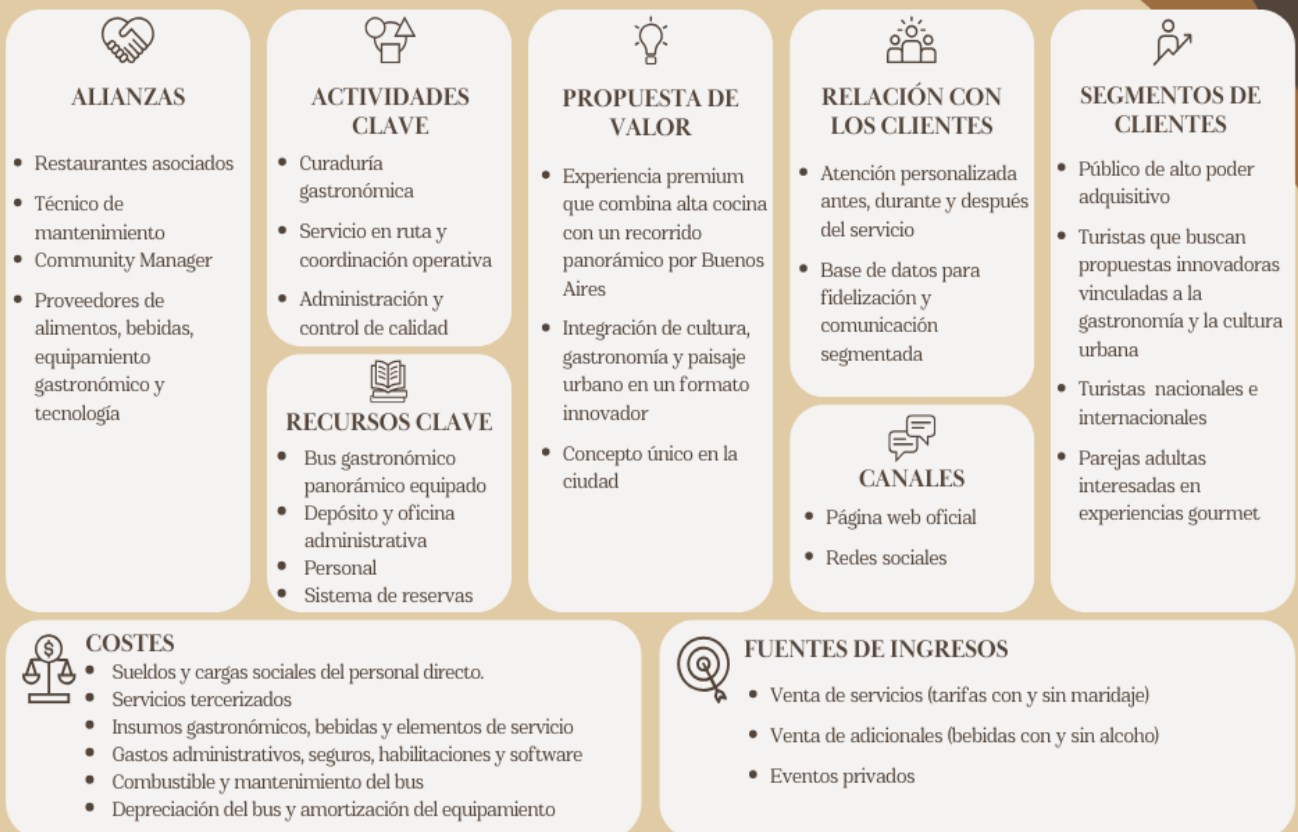 ALIANZAS
Restaurantes asociados
Técnico de
mantenimiento
Community Manager
Proveedores de
alimentos, bebidas,
equipamiento
gastronómico y
tecnología
ACTIVIDADES
CLAVE
Curaduría
gastronómica
Servicio en ruta y
coordinación operativa
Administración y
control de calidad
RECURSOS CLAVE
Bus gastronómico
panorámico equipado
Depósito y oficina
administrativa
Personal
Sistema de reservas
PROPUESTA DE
VALOR
Experiencia premium
que combina alta cocina
con un recorrido
panorámico por Buenos
Aires
Integración de cultura,
gastronomía y paisaje
urbano en un formato
innovador
Concepto único en la
ciudad
RELACIÓN CON
LOS CLIENTES
Atención personalizada
antes, durante y después
del servicio
Base de datos para
fidelización y
comunicación
segmentada
CANALES
Página web oficial
Redes sociales
SEGMENTOS DE
CLIENTES
Público de alto poder
adquisitivo
Turistas que buscan
propuestas innovadoras
vinculadas a la
gastronomía y la cultura
urbana
Turistas nacionales e
internacionales
Parejas adultas
interesadas en
experiencias gourmet
$
COSTES
Sueldos y cargas sociales del personal directo.
Servicios tercerizados
Insumos gastronómicos, bebidas y elementos de servicio
Gastos administrativos, seguros, habilitaciones y software
Combustible y mantenimiento del bus
Depreciación del bus y amortización del equipamiento
FUENTES DE INGRESOS
Venta de servicios (tarifas con y sin maridaje)
Venta de adicionales (bebidas con y sin alcoho)
Eventos privados